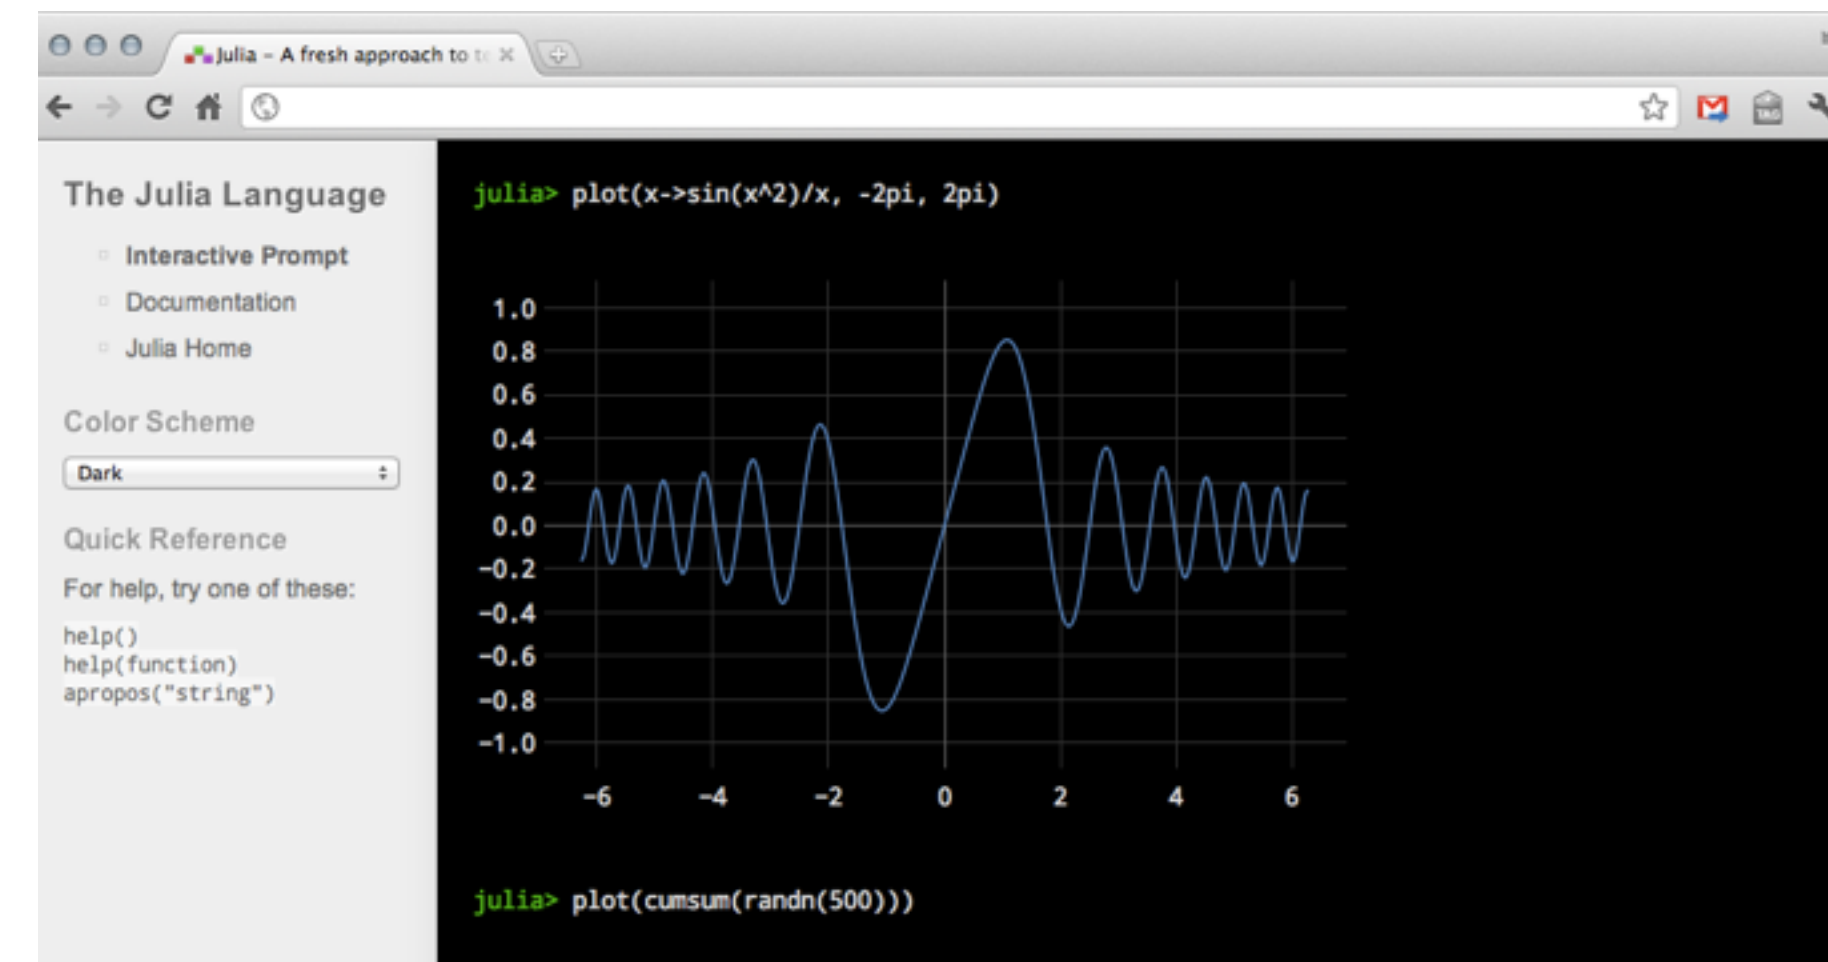 Julia – A fresh approach to te
The Julia Language
Interactive Prompt
Documentation
Julia Home
Color Scheme
Dark
Quick Reference
For help, try one of these:
help()
help(function)
apropos("string")
julia> plot(x->sin(x^2)/x, -2pi, 2pi)
1.0
0.8
0.6
0.4
0.2
0.0
−0.2
−0.4
−0.6
−0.8
−1.0
−6 −4 −2 0 2 4 6
julia> plot(cumsum(randn(500)))